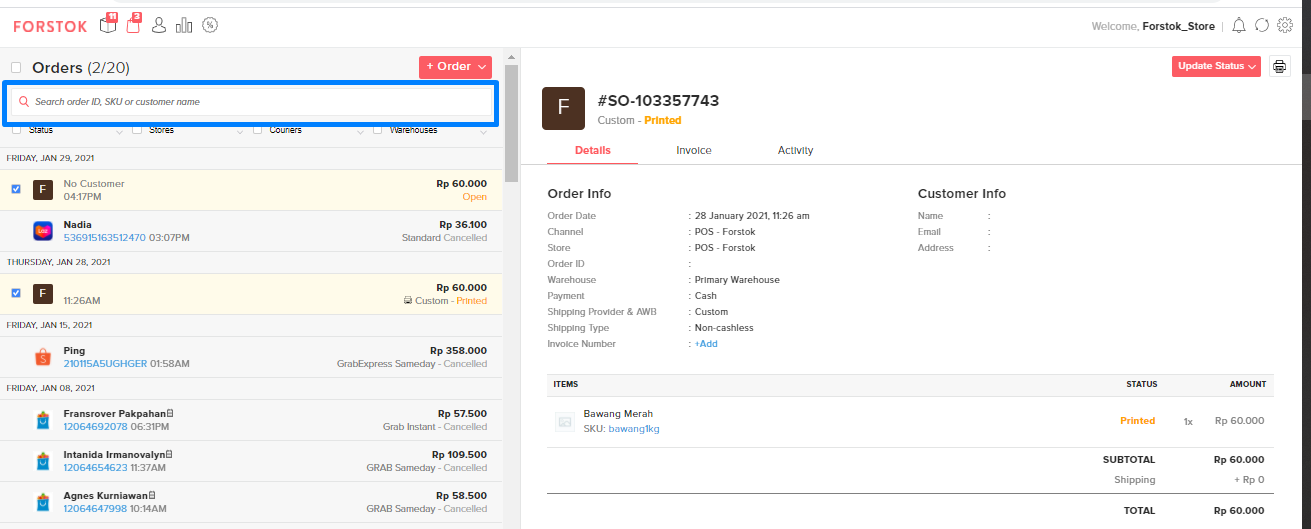 FORSTOK 11 3 %
Welcome, Forstok_Store
Orders (2/20)
+ Order
Search order ID, SKU or customer name
Status Stores Couriers Warehouses
FRIDAY, JAN 29, 2021
F No Customer Rp 60.000
04:17PM Open
Laz Nadia Rp 36.100
536915163512470 03:07PM Standard Cancelled
THURSDAY, JAN 28, 2021
F Rp 60.000
11:26AM Custom - Printed
FRIDAY, JAN 15, 2021
S Ping Rp 358.000
210115A5UGHGER 01:58AM GrabExpress Sameday - Cancelled
FRIDAY, JAN 08, 2021
Fransrover Pakpahan Rp 57.500
12064692078 06:31PM Grab Instant - Cancelled
Intanida Irmanovalyn Rp 109.500
12064654623 11:37AM GRAB Sameday - Cancelled
Agnes Kurniawan Rp 58.500
12064647998 10:14AM GRAB Sameday - Cancelled
Update Status
F
#SO-103357743
Custom - Printed
Details Invoice Activity
Order Info
Order Date : 28 January 2021, 11:26 am
Channel : POS - Forstok
Store : POS - Forstok
Order ID :
Warehouse : Primary Warehouse
Payment : Cash
Shipping Provider & AWB : Custom
Shipping Type : Non-cashless
Invoice Number : +Add
Customer Info
Name :
Email :
Address :
ITEMS STATUS AMOUNT
Bawang Merah
SKU: bawang1kg
Printed 1x Rp 60.000
SUBTOTAL Rp 60.000
Shipping + Rp 0
TOTAL Rp 60.000